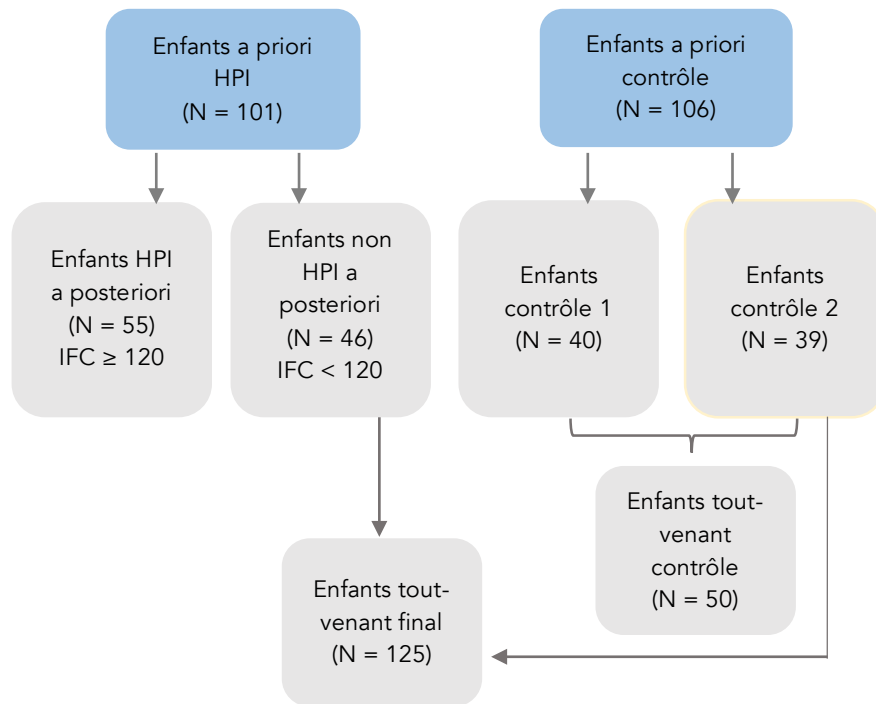 Enfants a priori
HPI
(N = 101)
Enfants a priori
contrôle
(N = 106)
Enfants HPI
a posteriori
(N = 55)
IFC ≥ 120
Enfants non
HPI a
posteriori
(N = 46)
IFC < 120
Enfants
contrôle 1
(N = 40)
Enfants
contrôle 2
(N = 39)
Enfants tout-
venant
contrôle
(N = 50)
Enfants tout-
venant final
(N = 125)